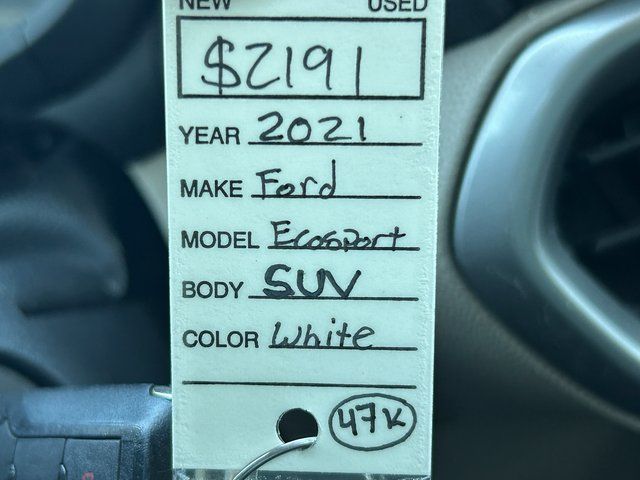 NEW USED
$2191
YEAR 2021
MAKE Ford
MODEL Ecosport
BODY SUV
COLOR White
47K